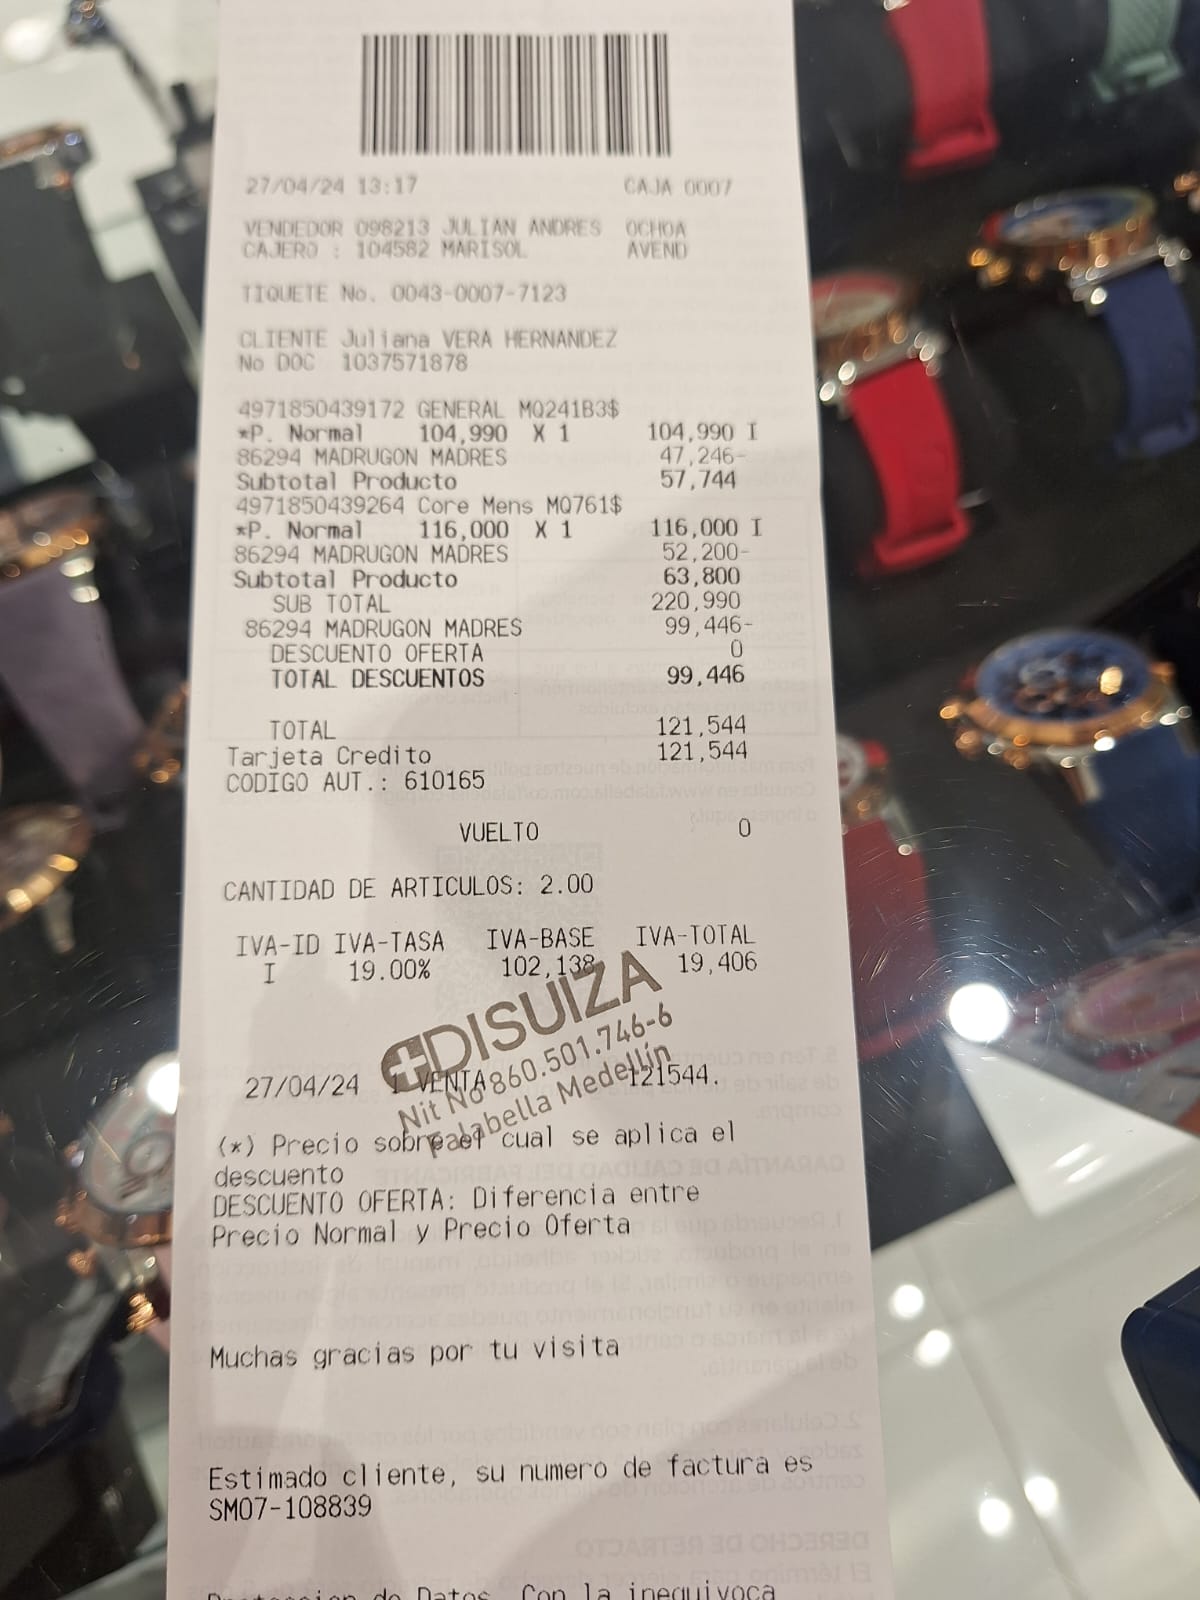 27/04/24 13:17 CAJA 0007
VENDEDOR 098213 JULIAN ANDRES OCHOA
CAJERO : 104582 MARISOL AVEND
TIQUETE No. 0043-0007-7123
CLIENTE Juliana VERA HERNANDEZ
No DOC 1037571878
4971850439172 GENERAL MQ241B3$
*P. Normal 104,990 X 1 104,990 I
86294 MADRUGON MADRES 47,246-
Subtotal Producto 57,744
4971850439264 Core Mens MQ761$
*P. Normal 116,000 X 1 116,000 I
86294 MADRUGON MADRES 52,200-
Subtotal Producto 63,800
SUB TOTAL 220,990
86294 MADRUGON MADRES 99,446-
DESCUENTO OFERTA 0
TOTAL DESCUENTOS 99,446
TOTAL 121,544
Tarjeta Credito 121,544
CODIGO AUT.: 610165
VUELTO 0
CANTIDAD DE ARTICULOS: 2.00
IVA-ID IVA-TASA IVA-BASE IVA-TOTAL
I 19.00% 102,138 19,406
DISUIZA
Nit No 860.501.746-6
Falabella Medellín
27/04/24 1 VENTA 121544.
(*) Precio sobre el cual se aplica el
descuento
DESCUENTO OFERTA: Diferencia entre
Precio Normal y Precio Oferta
Muchas gracias por tu visita
Estimado cliente, su numero de factura es
SM07-108839
Proteccion de Datos. Con la inequivoca